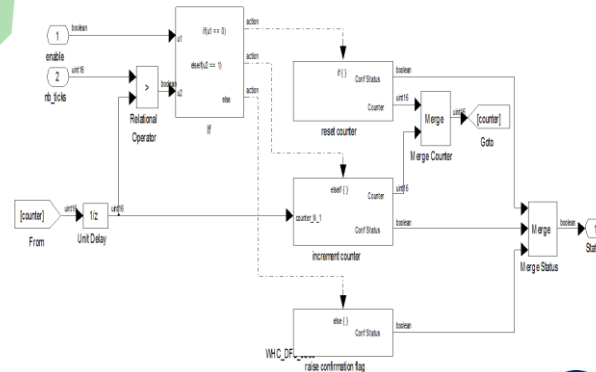 boolean
1
enable
uint16
2
nb_ticks
>
boolean
Relational
Operator
u1
u2
if(u1 == 0)
elseif(u2 == 1)
else
If
action
action
action
if { }
Conf Status
Counter
reset counter
boolean
uint16
Merge
Merge Counter
uint16
[counter]
Goto
[counter]
From
uint16
1/z
Unit Delay
uint16
counter_N_1
elseif { }
Counter
Conf Status
increment counter
uint16
boolean
else { }
Conf Status
raise confirmation flag
boolean
Merge
Merge Status
boolean
1